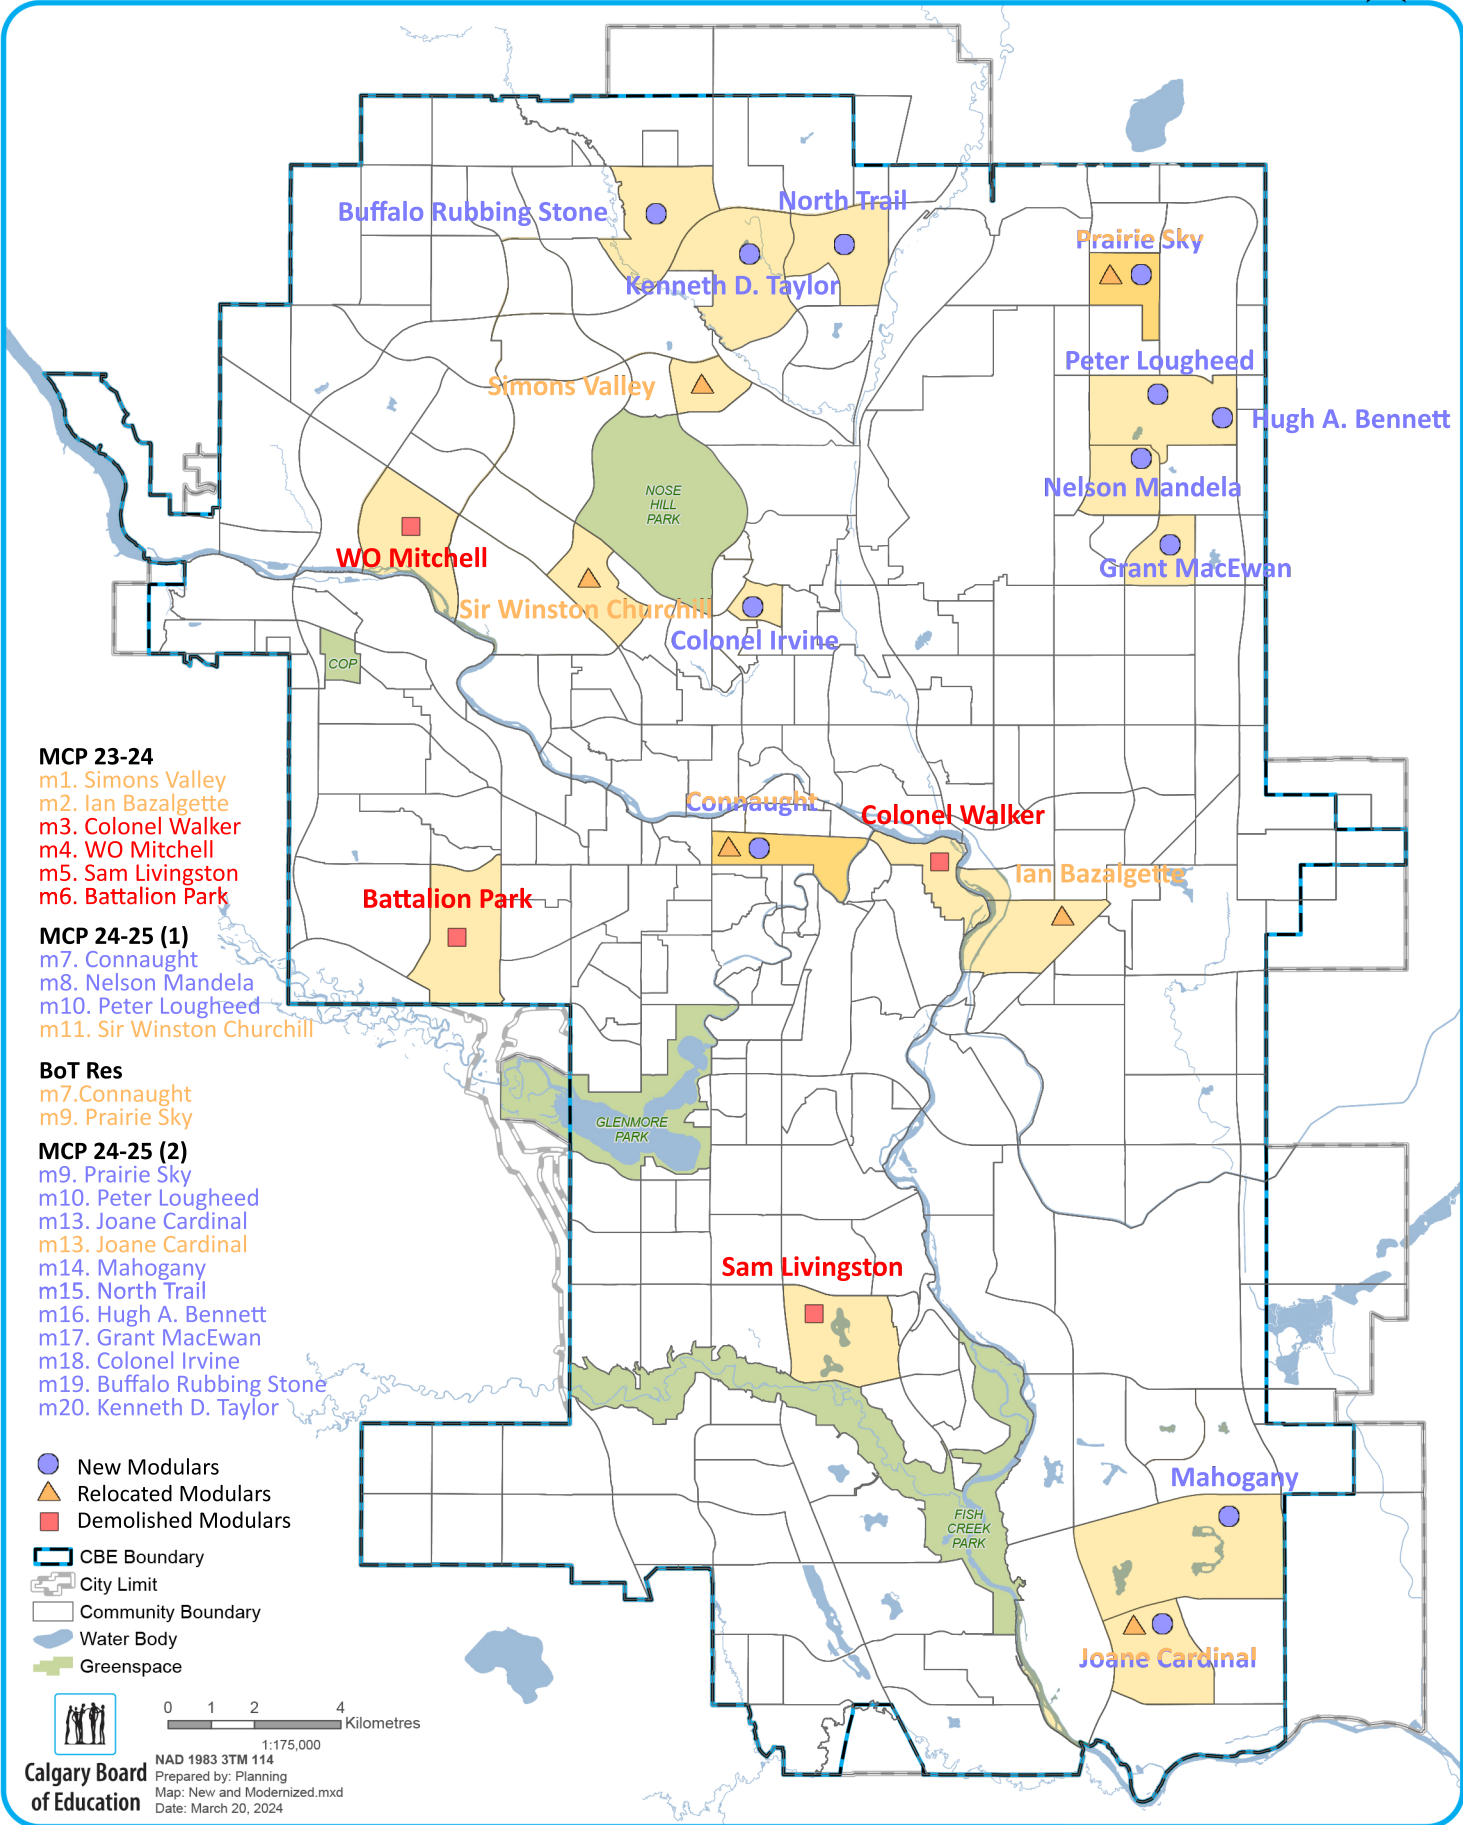 North Trail
Buffalo Rubbing Stone
Prairie Sky
Kenneth D. Taylor
Peter Lougheed
Simons Valley
Hugh A. Bennett
NOSE
HILL
PARK
Nelson Mandela
WO Mitchell
Grant MacEwan
Sir Winston Churchill
Colonel Irvine
COP
Connaught
Colonel Walker
Ian Bazalgette
Battalion Park
GLENMORE
PARK
Sam Livingston
Mahogany
FISH
CREEK
PARK
Joane Cardinal
MCP 23-24
m1. Simons Valley
m2. Ian Bazalgette
m3. Colonel Walker
m4. WO Mitchell
m5. Sam Livingston
m6. Battalion Park
MCP 24-25 (1)
m7. Connaught
m8. Nelson Mandela
m10. Peter Lougheed
m11. Sir Winston Churchill
BoT Res
m7.Connaught
m9. Prairie Sky
MCP 24-25 (2)
m9. Prairie Sky
m10. Peter Lougheed
m13. Joane Cardinal
m13. Joane Cardinal
m14. Mahogany
m15. North Trail
m16. Hugh A. Bennett
m17. Grant MacEwan
m18. Colonel Irvine
m19. Buffalo Rubbing Stone
m20. Kenneth D. Taylor
New Modulars
Relocated Modulars
Demolished Modulars
CBE Boundary
City Limit
Community Boundary
Water Body
Greenspace
0 1 2 4
Kilometres
1:175,000
Calgary Board
of Education
NAD 1983 3TM 114
Prepared by: Planning
Map: New and Modernized.mxd
Date: March 20, 2024